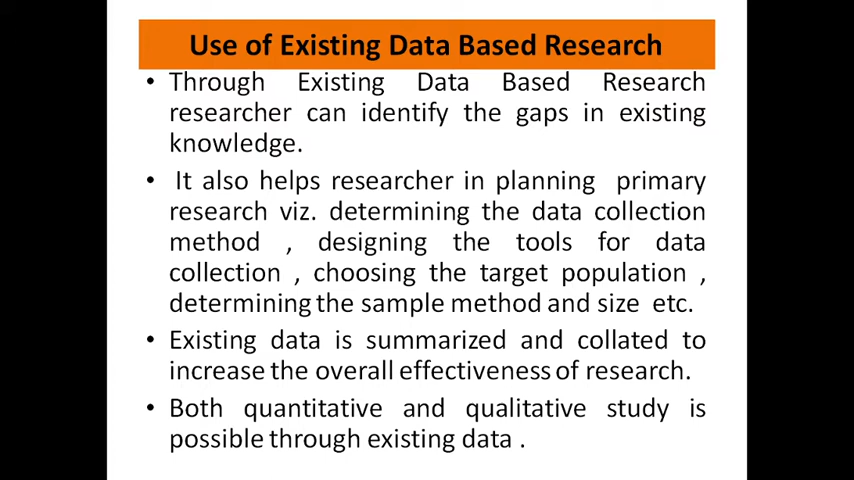 Use of Existing Data Based Research
• Through Existing Data Based Research
researcher can identify the gaps in existing
knowledge.
• It also helps researcher in planning primary
research viz. determining the data collection
method , designing the tools for data
collection , choosing the target population ,
determining the sample method and size etc.
• Existing data is summarized and collated to
increase the overall effectiveness of research.
• Both quantitative and qualitative study is
possible through existing data .